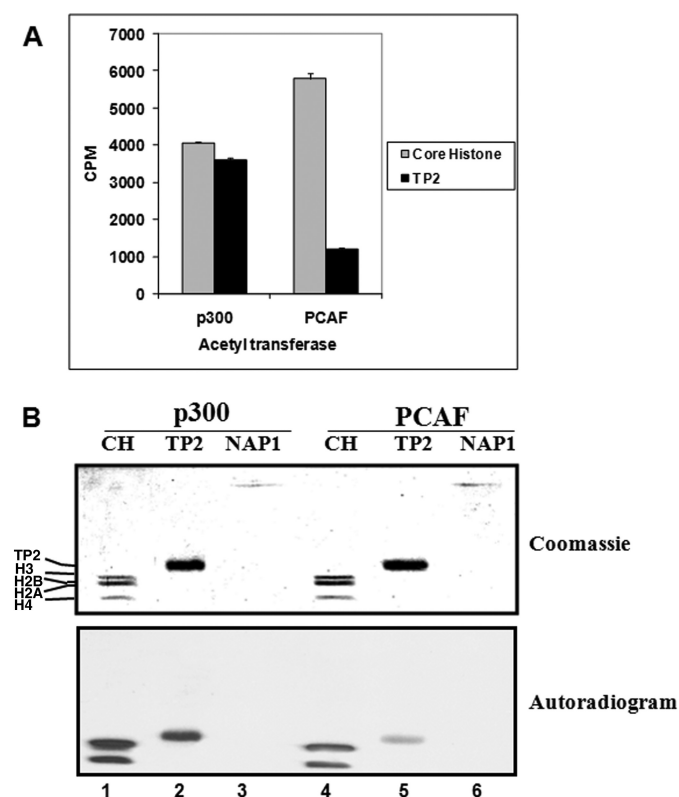 A
7000
6000
5000
4000
3000
2000
1000
0
CPM
p300 PCAF
Acetyl transferase
Core Histone
TP2
B
p300 PCAF
CH TP2 NAP1 CH TP2 NAP1
TP2
H3
H2B
H2A
H4
Coomassie
Autoradiogram
1 2 3 4 5 6